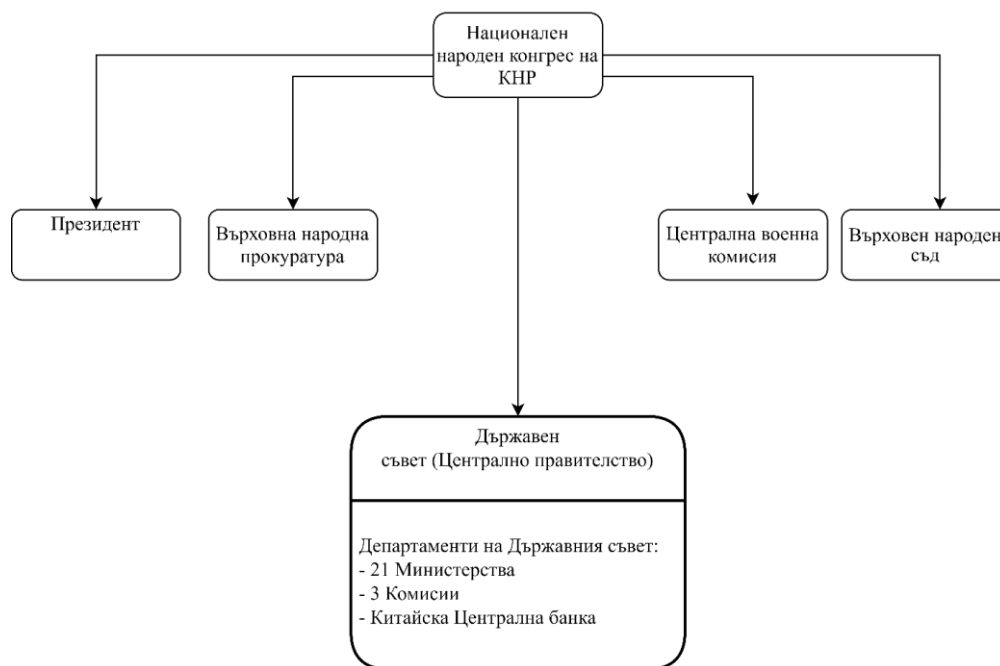 Национален
народен конгрес на
КНР
Президент
Върховна народна
прокуратура
Централна военна
комисия
Върховен народен
съд
Държавен
съвет (Централно правителство)
Департаменти на Държавния съвет:
- 21 Министерства
- 3 Комисии
- Китайска Централна банка